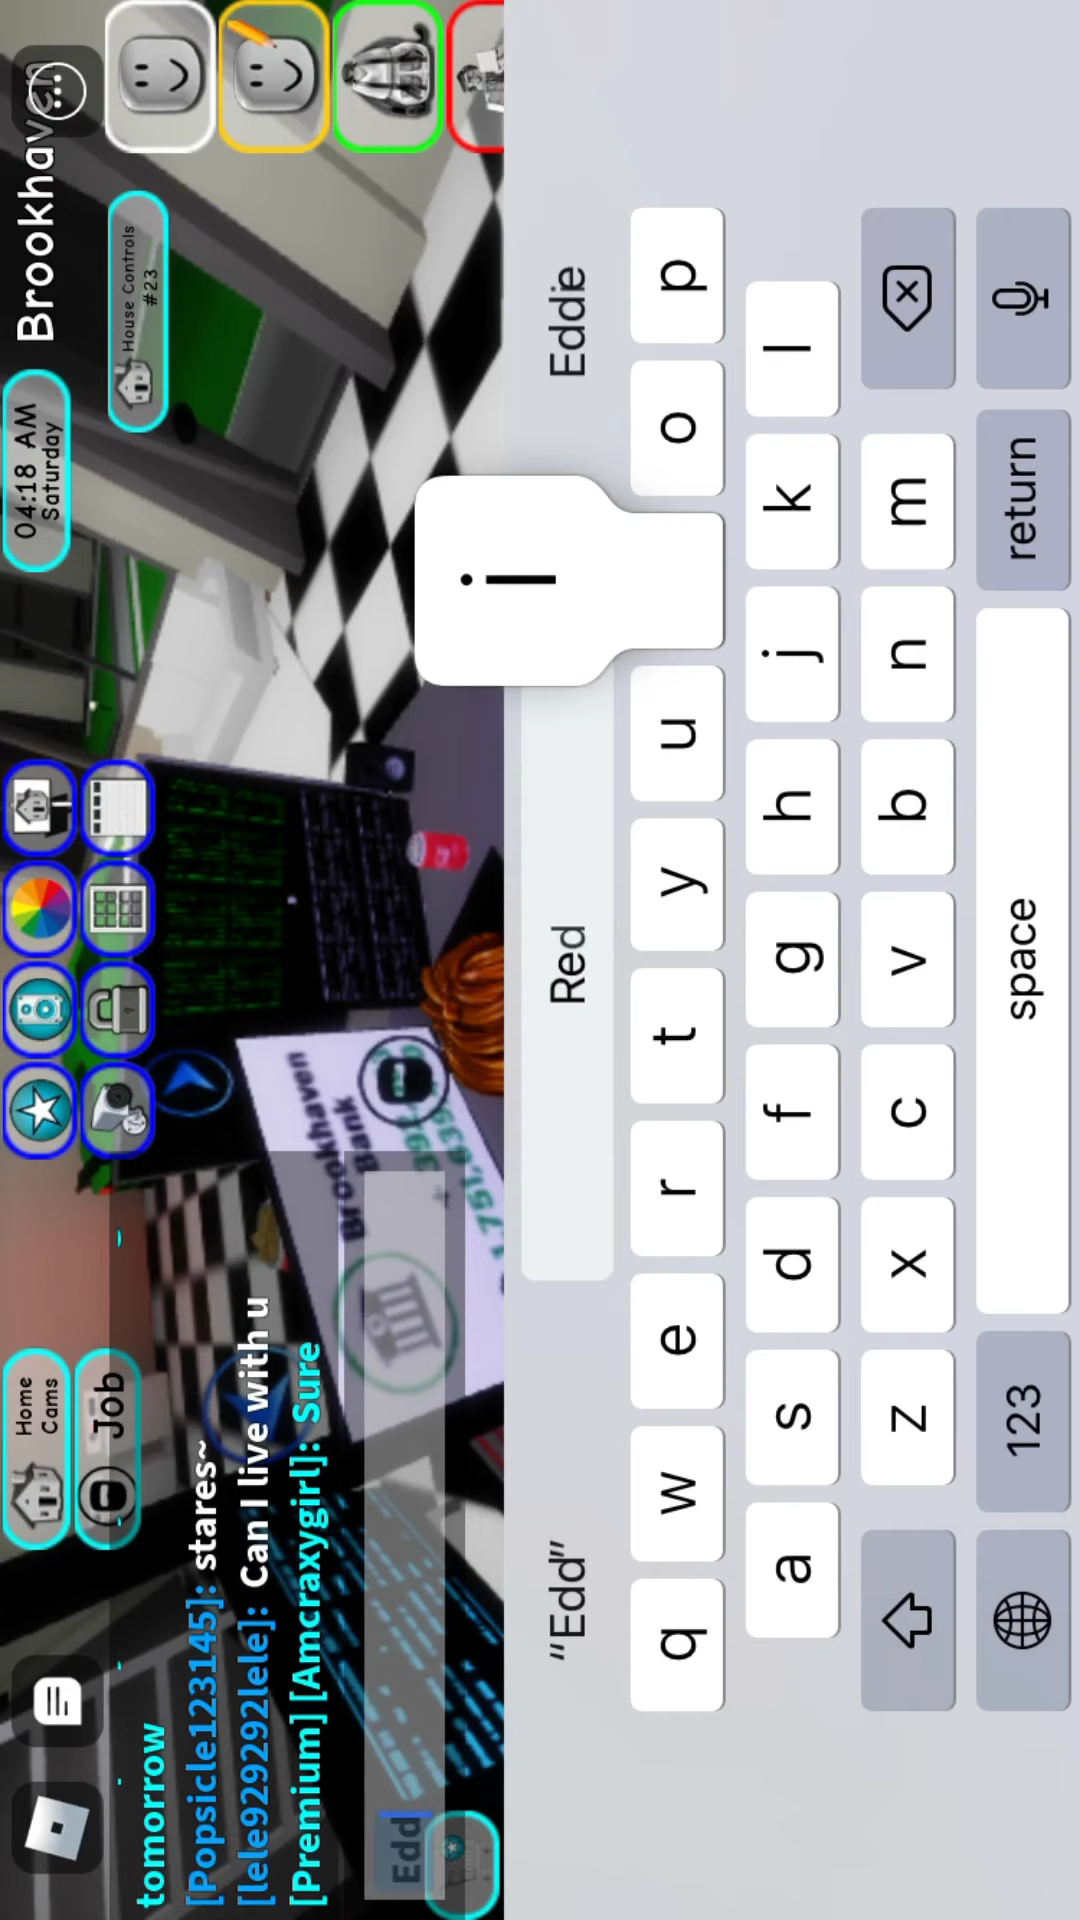 Brookhaven
04:18 AM
Saturday
House Controls
#23
Home
Cams
Job
tomorrow
[Popsicle123145]: stares~
[lele929292lele]: Can I live with u
[Premium] [Amcraxygirl]: Sure
Edd
Brookhaven
Bank
"Edd" Red Eddie
q w e r t y u i o p
a s d f g h j k l
z x c v b n m
123 space return